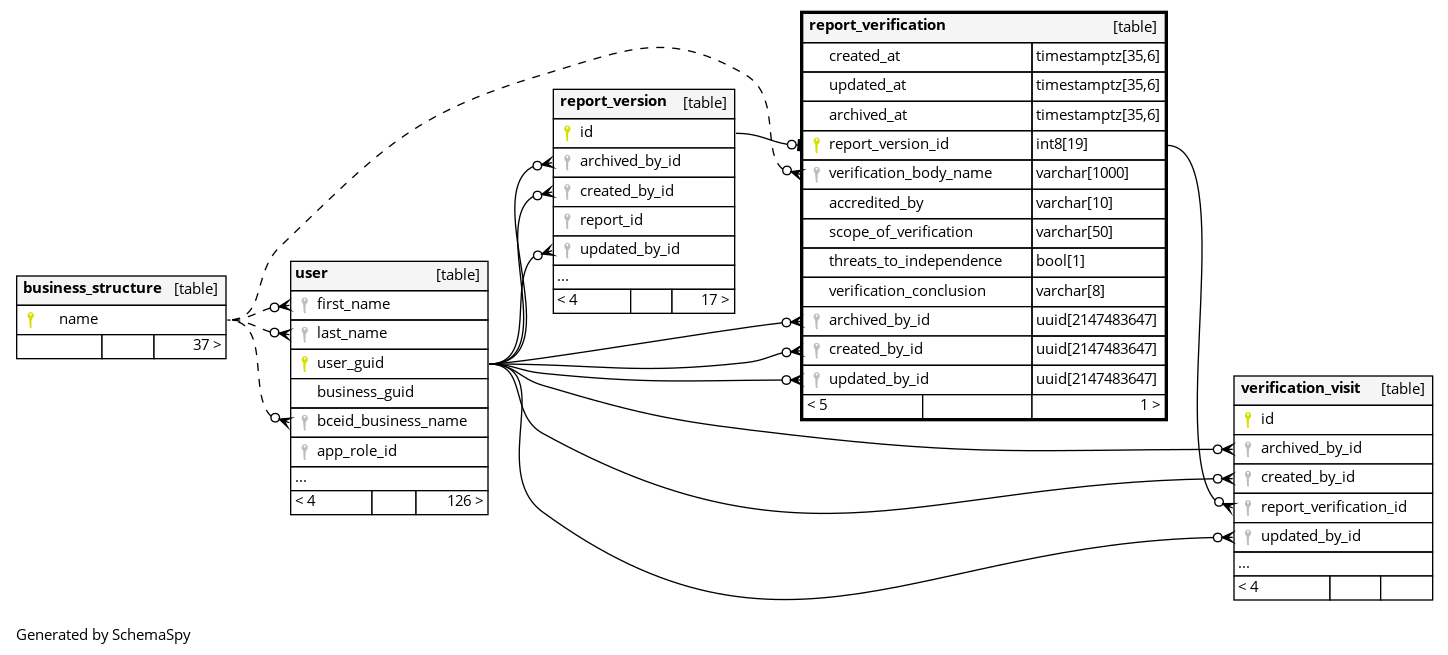 business_structure [table]
name
37 >
user [table]
first_name
last_name
user_guid
business_guid
bceid_business_name
app_role_id
...
< 4 126 >
report_version [table]
id
archived_by_id
created_by_id
report_id
updated_by_id
...
< 4 17 >
report_verification [table]
created_at timestamptz[35,6]
updated_at timestamptz[35,6]
archived_at timestamptz[35,6]
report_version_id int8[19]
verification_body_name varchar[1000]
accredited_by varchar[10]
scope_of_verification varchar[50]
threats_to_independence bool[1]
verification_conclusion varchar[8]
archived_by_id uuid[2147483647]
created_by_id uuid[2147483647]
updated_by_id uuid[2147483647]
< 5 1 >
verification_visit [table]
id
archived_by_id
created_by_id
report_verification_id
updated_by_id
...
< 4
Generated by SchemaSpy